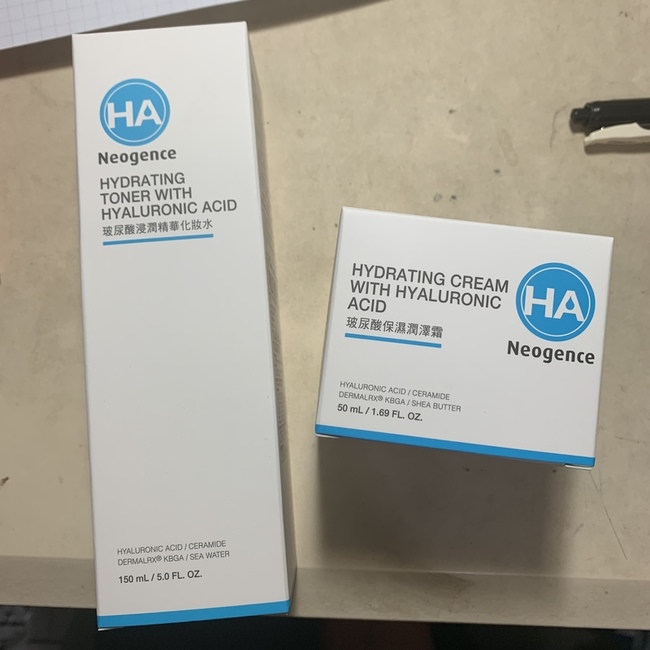 HA
Neogence
HYDRATING
TONER WITH
HYALURONIC ACID
玻尿酸浸潤精華化妝水
HYALURONIC ACID / CERAMIDE
DERMALRX® KBGA / SEA WATER
150 mL / 5.0 FL. OZ.
HYDRATING CREAM
WITH HYALURONIC
ACID
玻尿酸保濕潤澤霜
HA
Neogence
HYALURONIC ACID / CERAMIDE
DERMALRX® KBGA / SHEA BUTTER
50 mL / 1.69 FL. OZ.